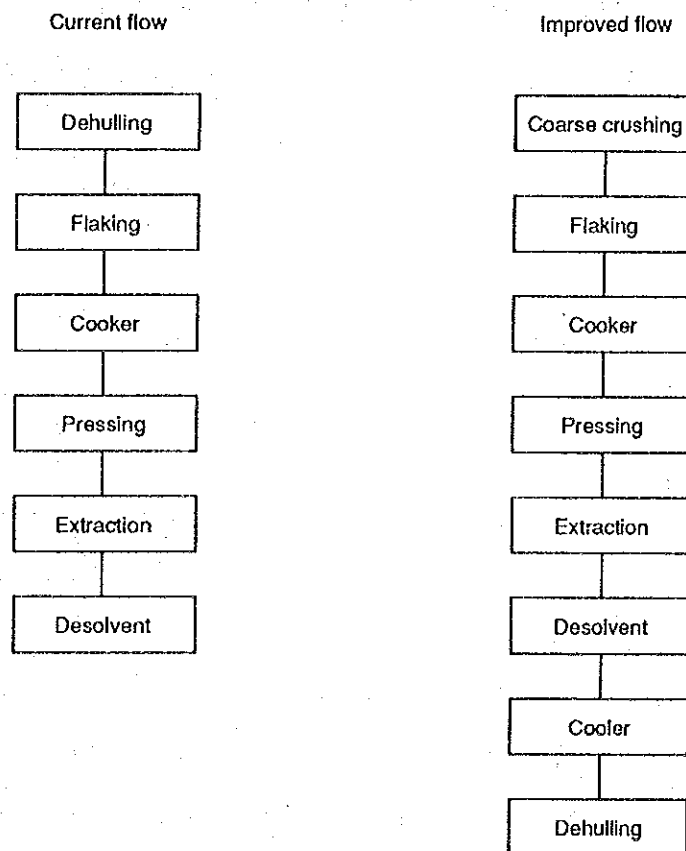 Current flow
Dehulling
Flaking
Cooker
Pressing
Extraction
Desolvent
Improved flow
Coarse crushing
Flaking
Cooker
Pressing
Extraction
Desolvent
Cooler
Dehulling